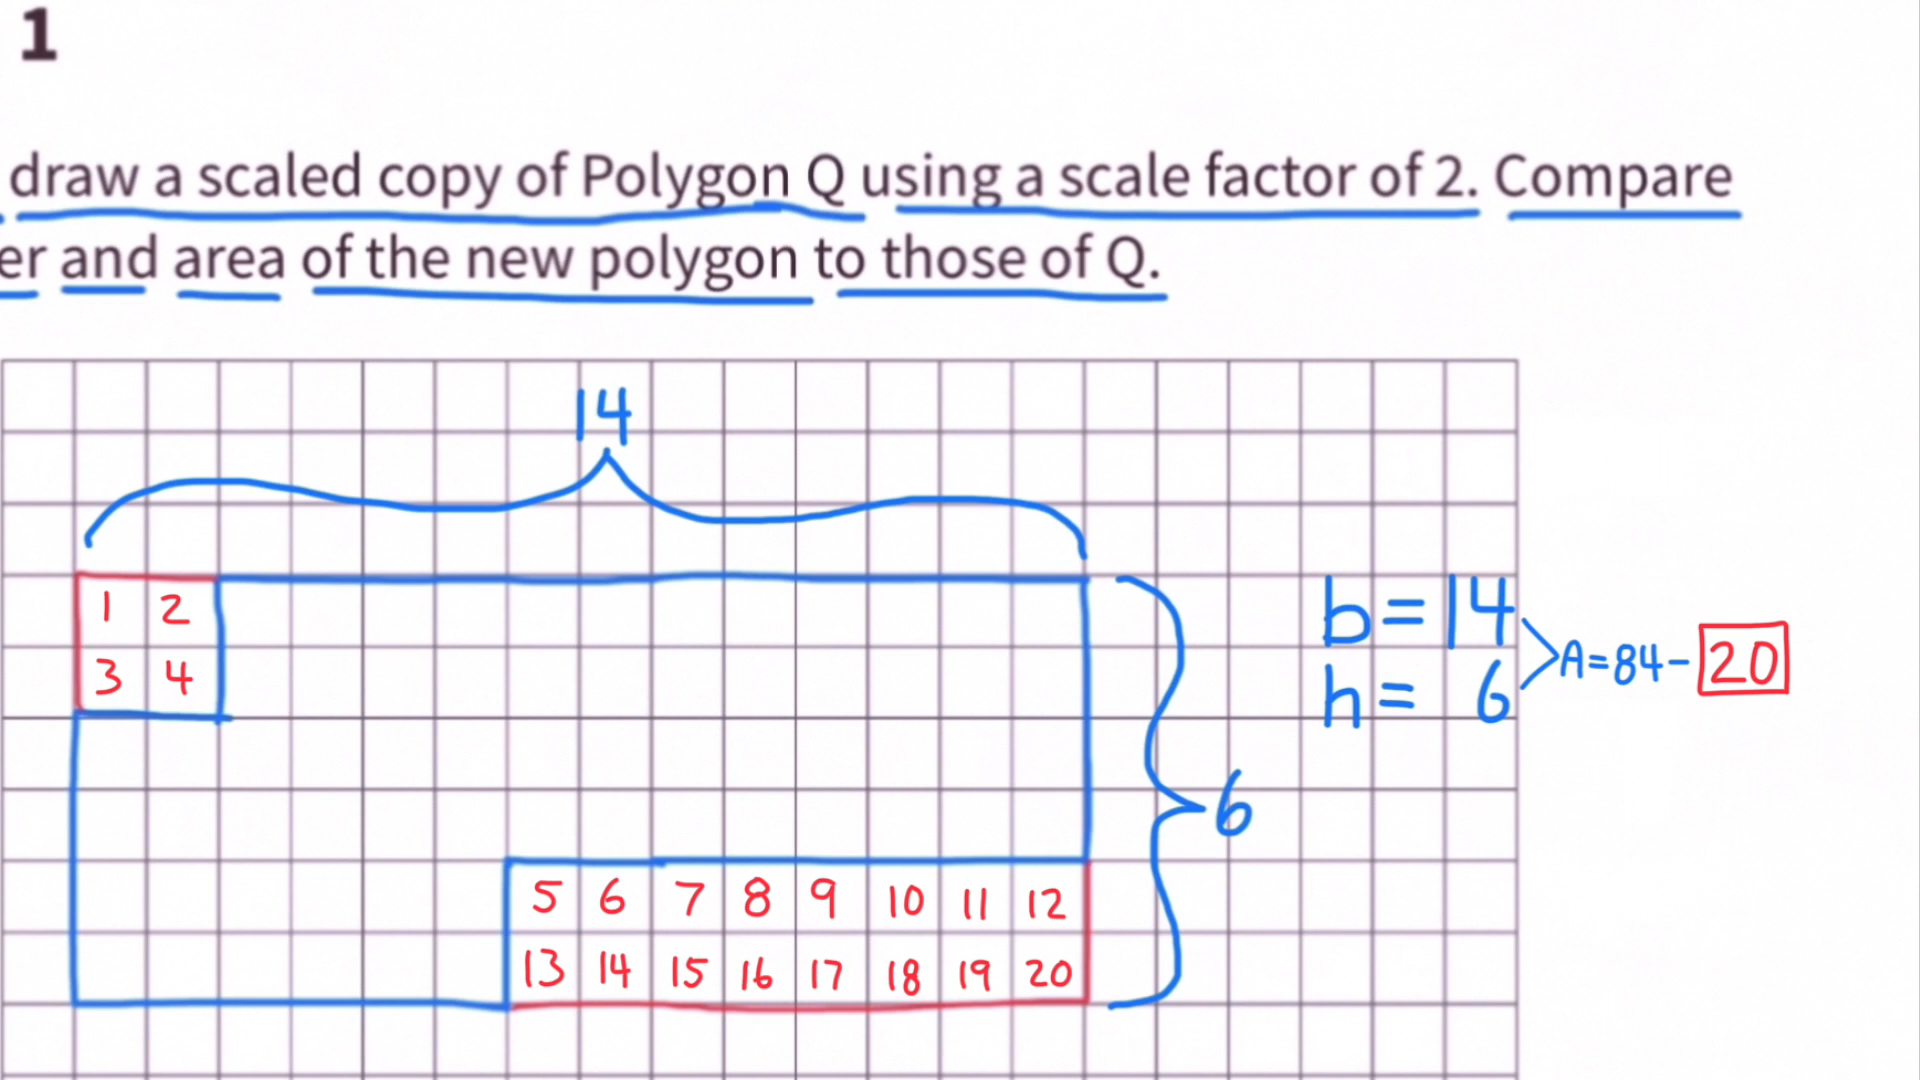 1
draw a scaled copy of Polygon Q using a scale factor of 2. Compare
er and area of the new polygon to those of Q.
14
1 2
3 4
b=14
h= 6
A=84-20
6
5 6 7 8 9 10 11 12
13 14 15 16 17 18 19 20